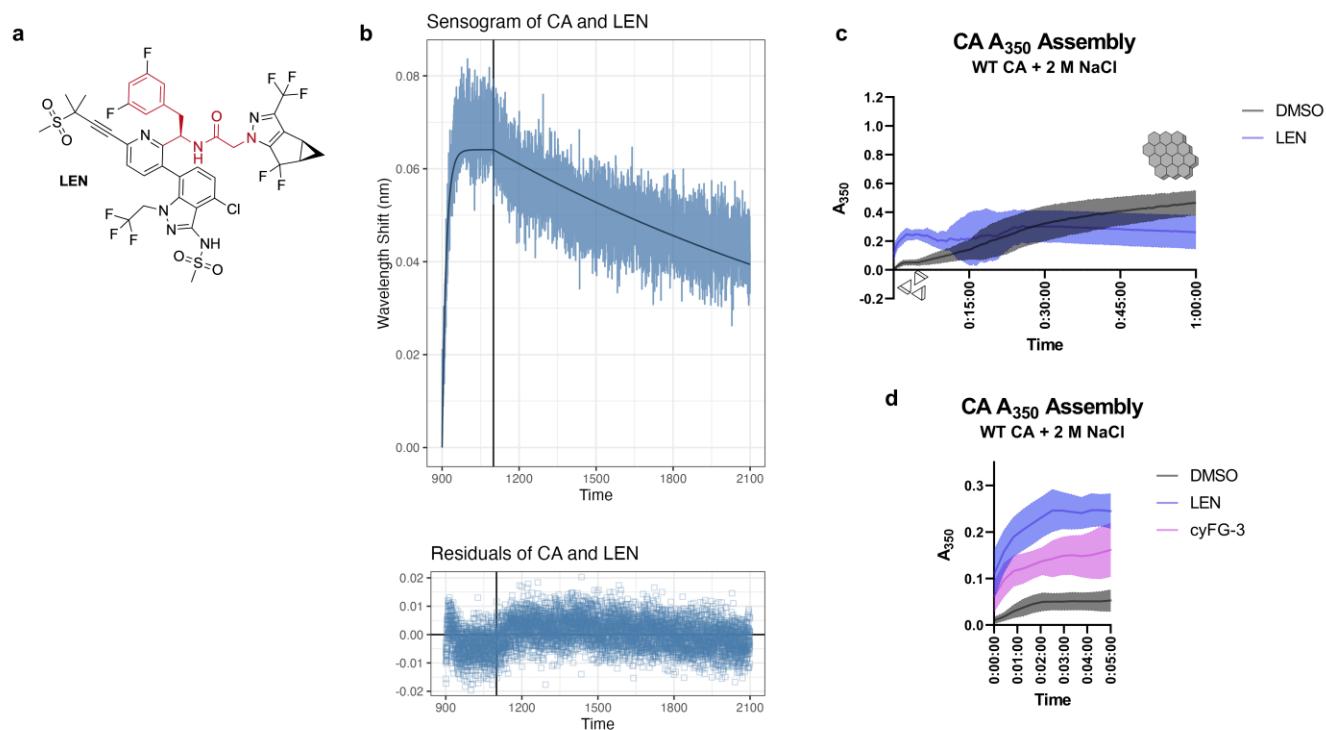 a
F
F
O
S
O
N
O
N
H
N
N
F
F
F
F
F
LEN
F
F
F
N
N
Cl
NH
O
S
O
b
Sensogram of CA and LEN
Wavelength Shift (nm)
0.08
0.06
0.04
0.02
0.00
900
1200
1500
1800
2100
Time
Residuals of CA and LEN
0.02
0.01
0.00
-0.01
-0.02
900
1200
1500
1800
2100
Time
c
CA A350 Assembly
WT CA + 2 M NaCl
DMSO
LEN
A350
1.2
1.0
0.8
0.6
0.4
0.2
0.0
-0.2
0:15:00
0:30:00
0:45:00
1:00:00
Time
d
CA A350 Assembly
WT CA + 2 M NaCl
DMSO
LEN
cyFG-3
A350
0.3
0.2
0.1
0.0
0:00:00
0:01:00
0:02:00
0:03:00
0:04:00
0:05:00
Time